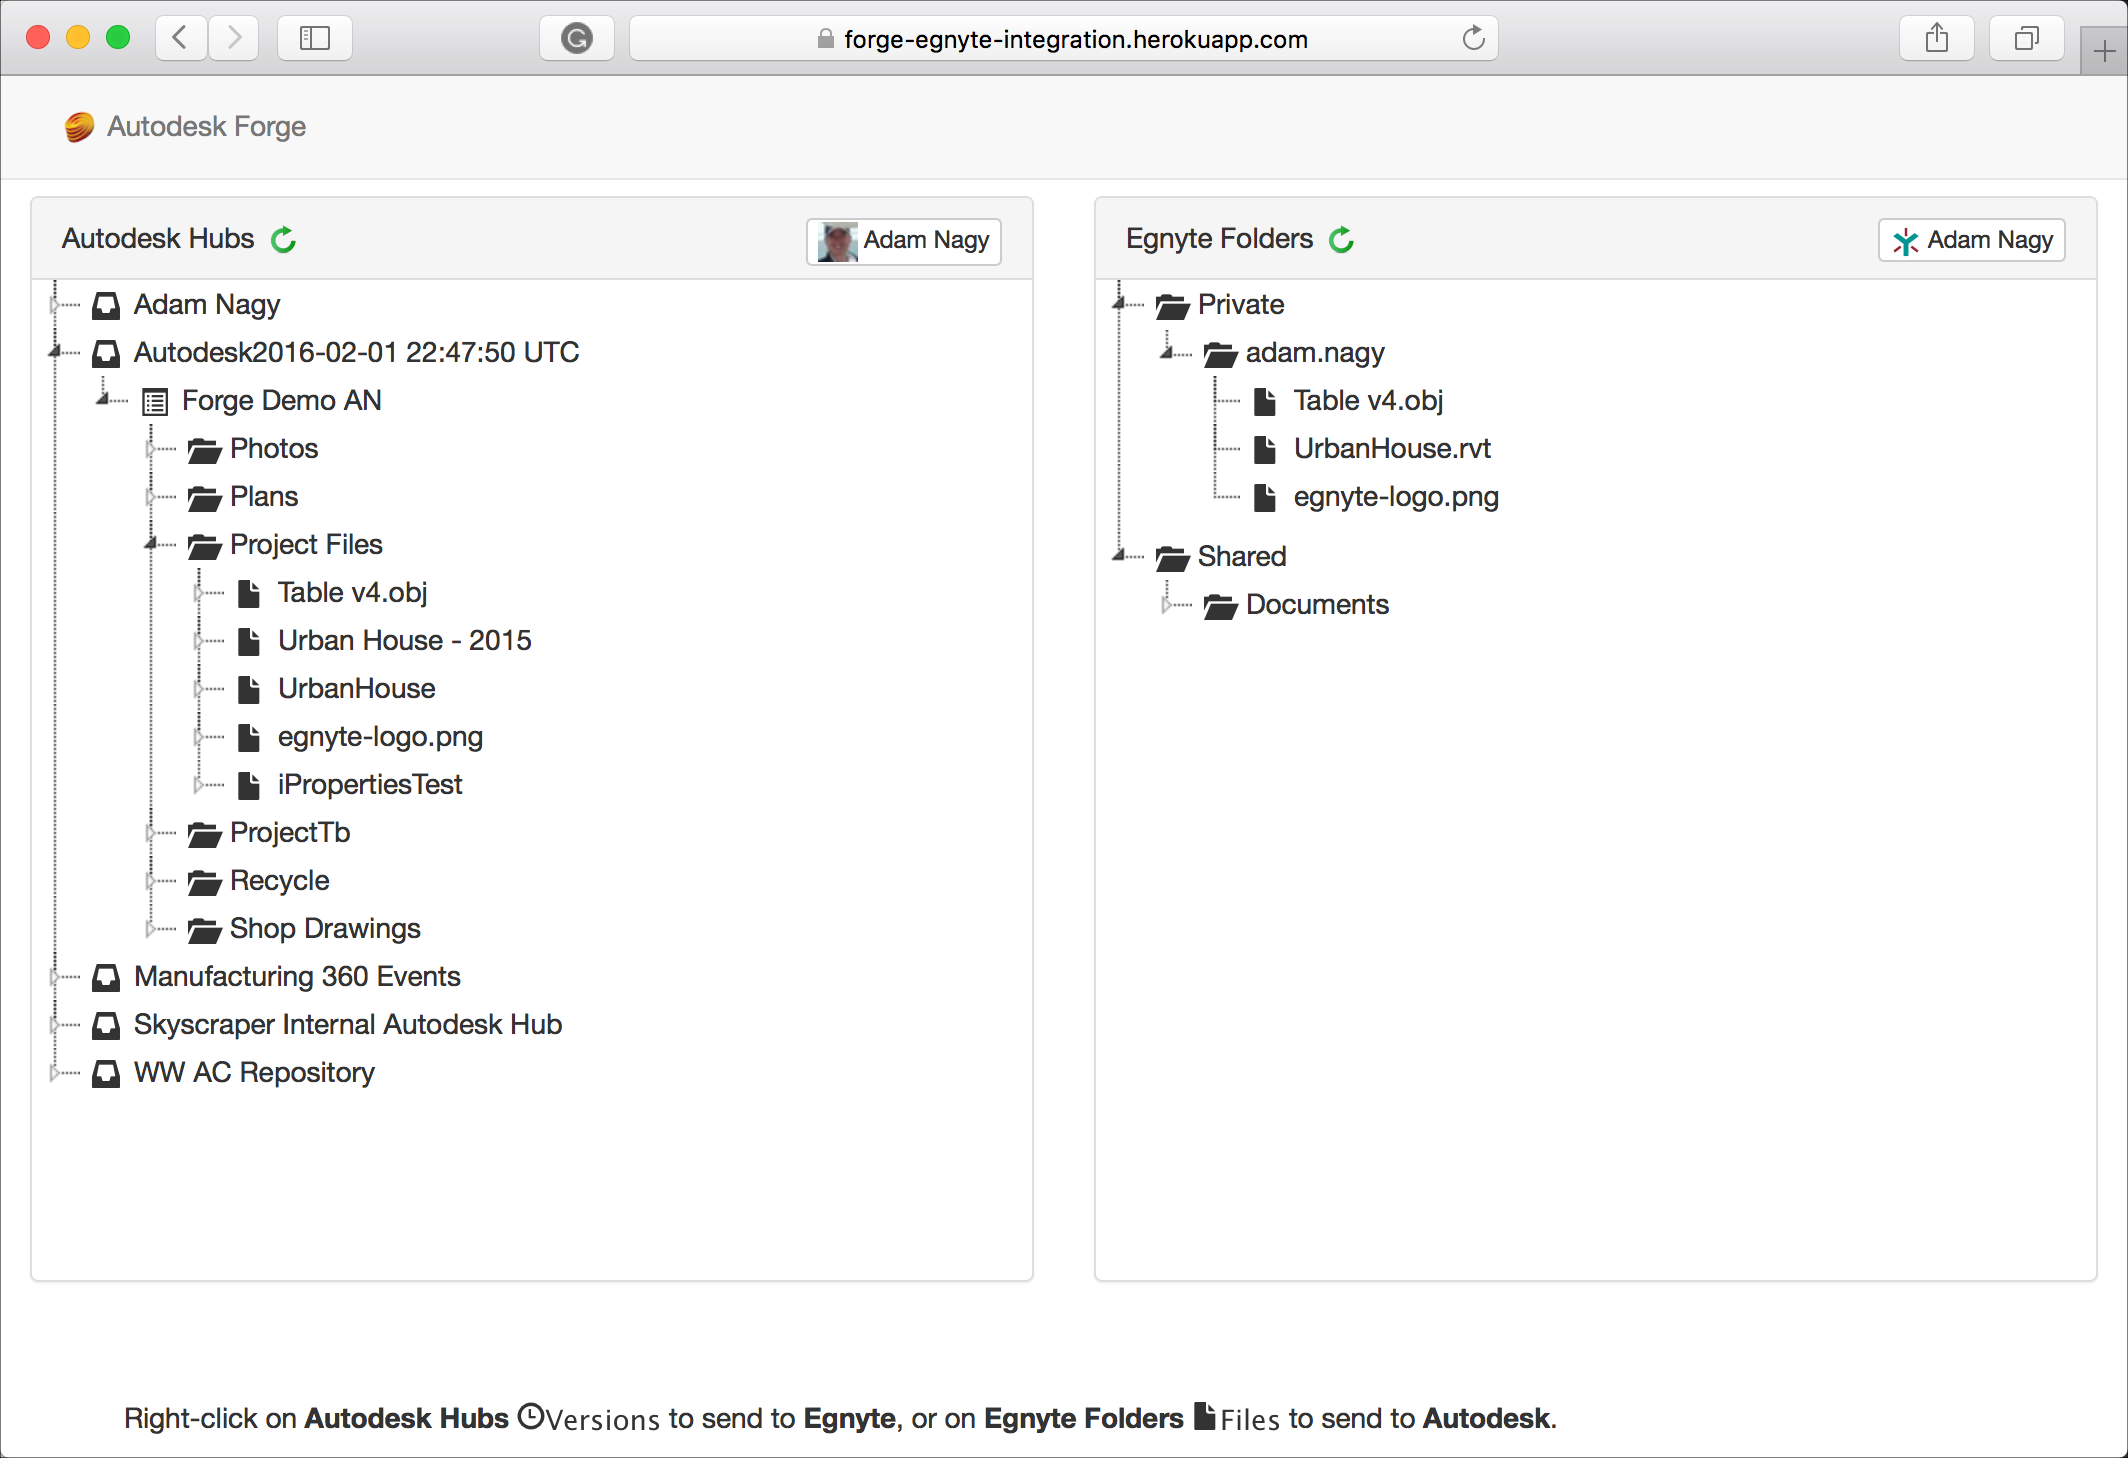 forge-egnyte-integration.herokuapp.com
Autodesk Forge
Autodesk Hubs
Adam Nagy
Adam Nagy
Autodesk2016-02-01 22:47:50 UTC
Forge Demo AN
Photos
Plans
Project Files
Table v4.obj
Urban House - 2015
UrbanHouse
egnyte-logo.png
iPropertiesTest
ProjectTb
Recycle
Shop Drawings
Manufacturing 360 Events
Skyscraper Internal Autodesk Hub
WW AC Repository
Egnyte Folders
Adam Nagy
Private
adam.nagy
Table v4.obj
UrbanHouse.rvt
egnyte-logo.png
Shared
Documents
Right-click on Autodesk Hubs Versions to send to Egnyte, or on Egnyte Folders Files to send to Autodesk.